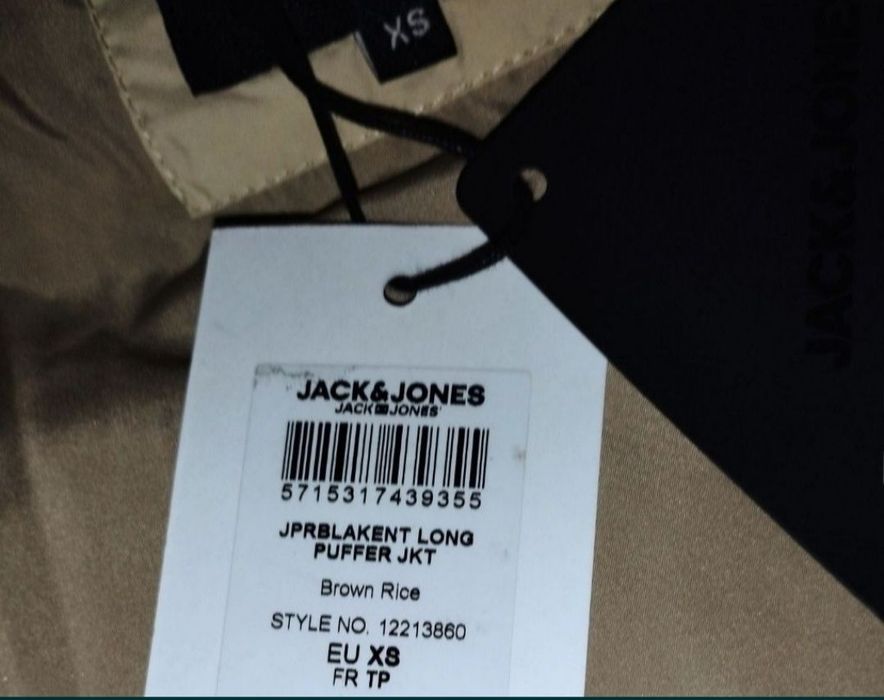 XS
JACK&JONES
JACK&JONES
JACK&JONES
5715317439355
JPRBLAKENT LONG
PUFFER JKT
Brown Rice
STYLE NO. 12213860
EU XS
FR TP